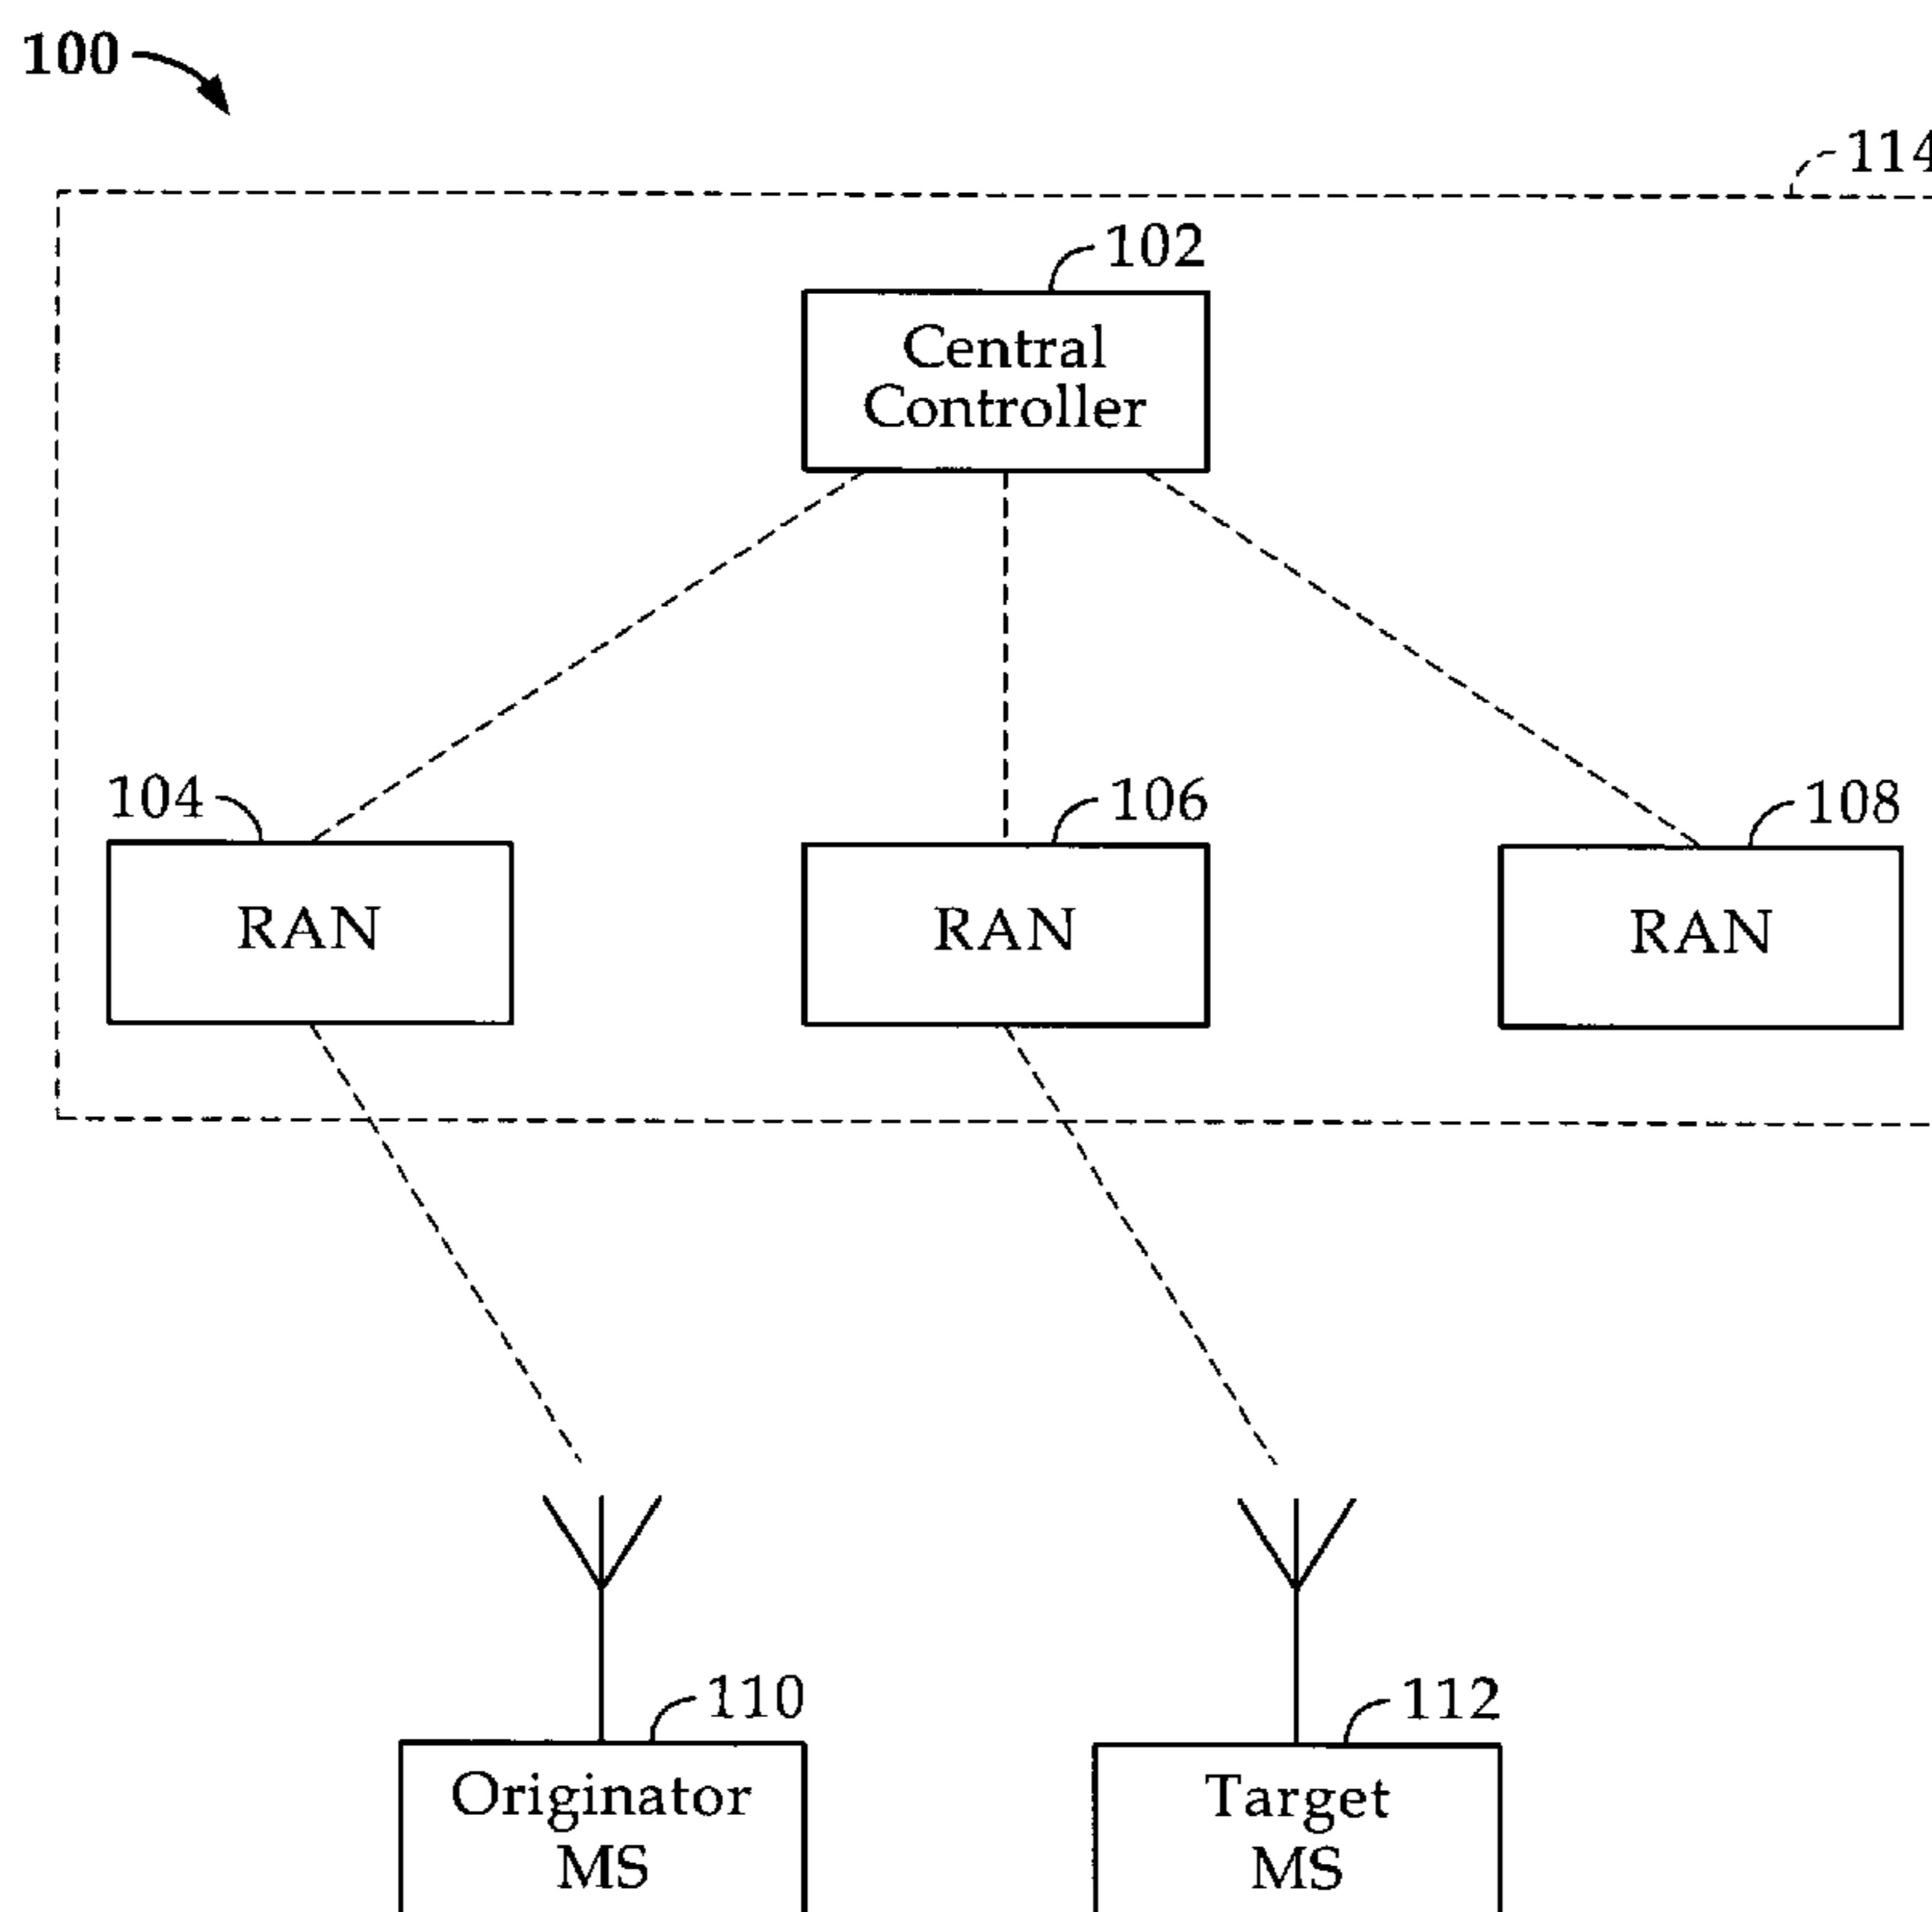 100
114
102
Central
Controller
104
106
108
RAN
RAN
RAN
110
112
Originator
MS
Target
MS